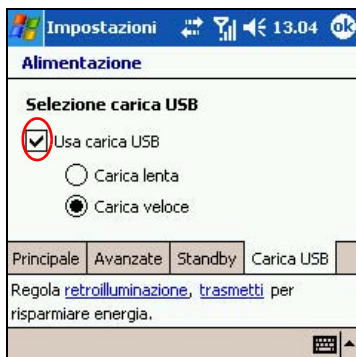 Impostazioni 13.04 ok
Alimentazione
Selezione carica USB
Usa carica USB
Carica lenta
Carica veloce
Principale Avanzate Standby Carica USB
Regola retroilluminazione, trasmetti per
risparmiare energia.